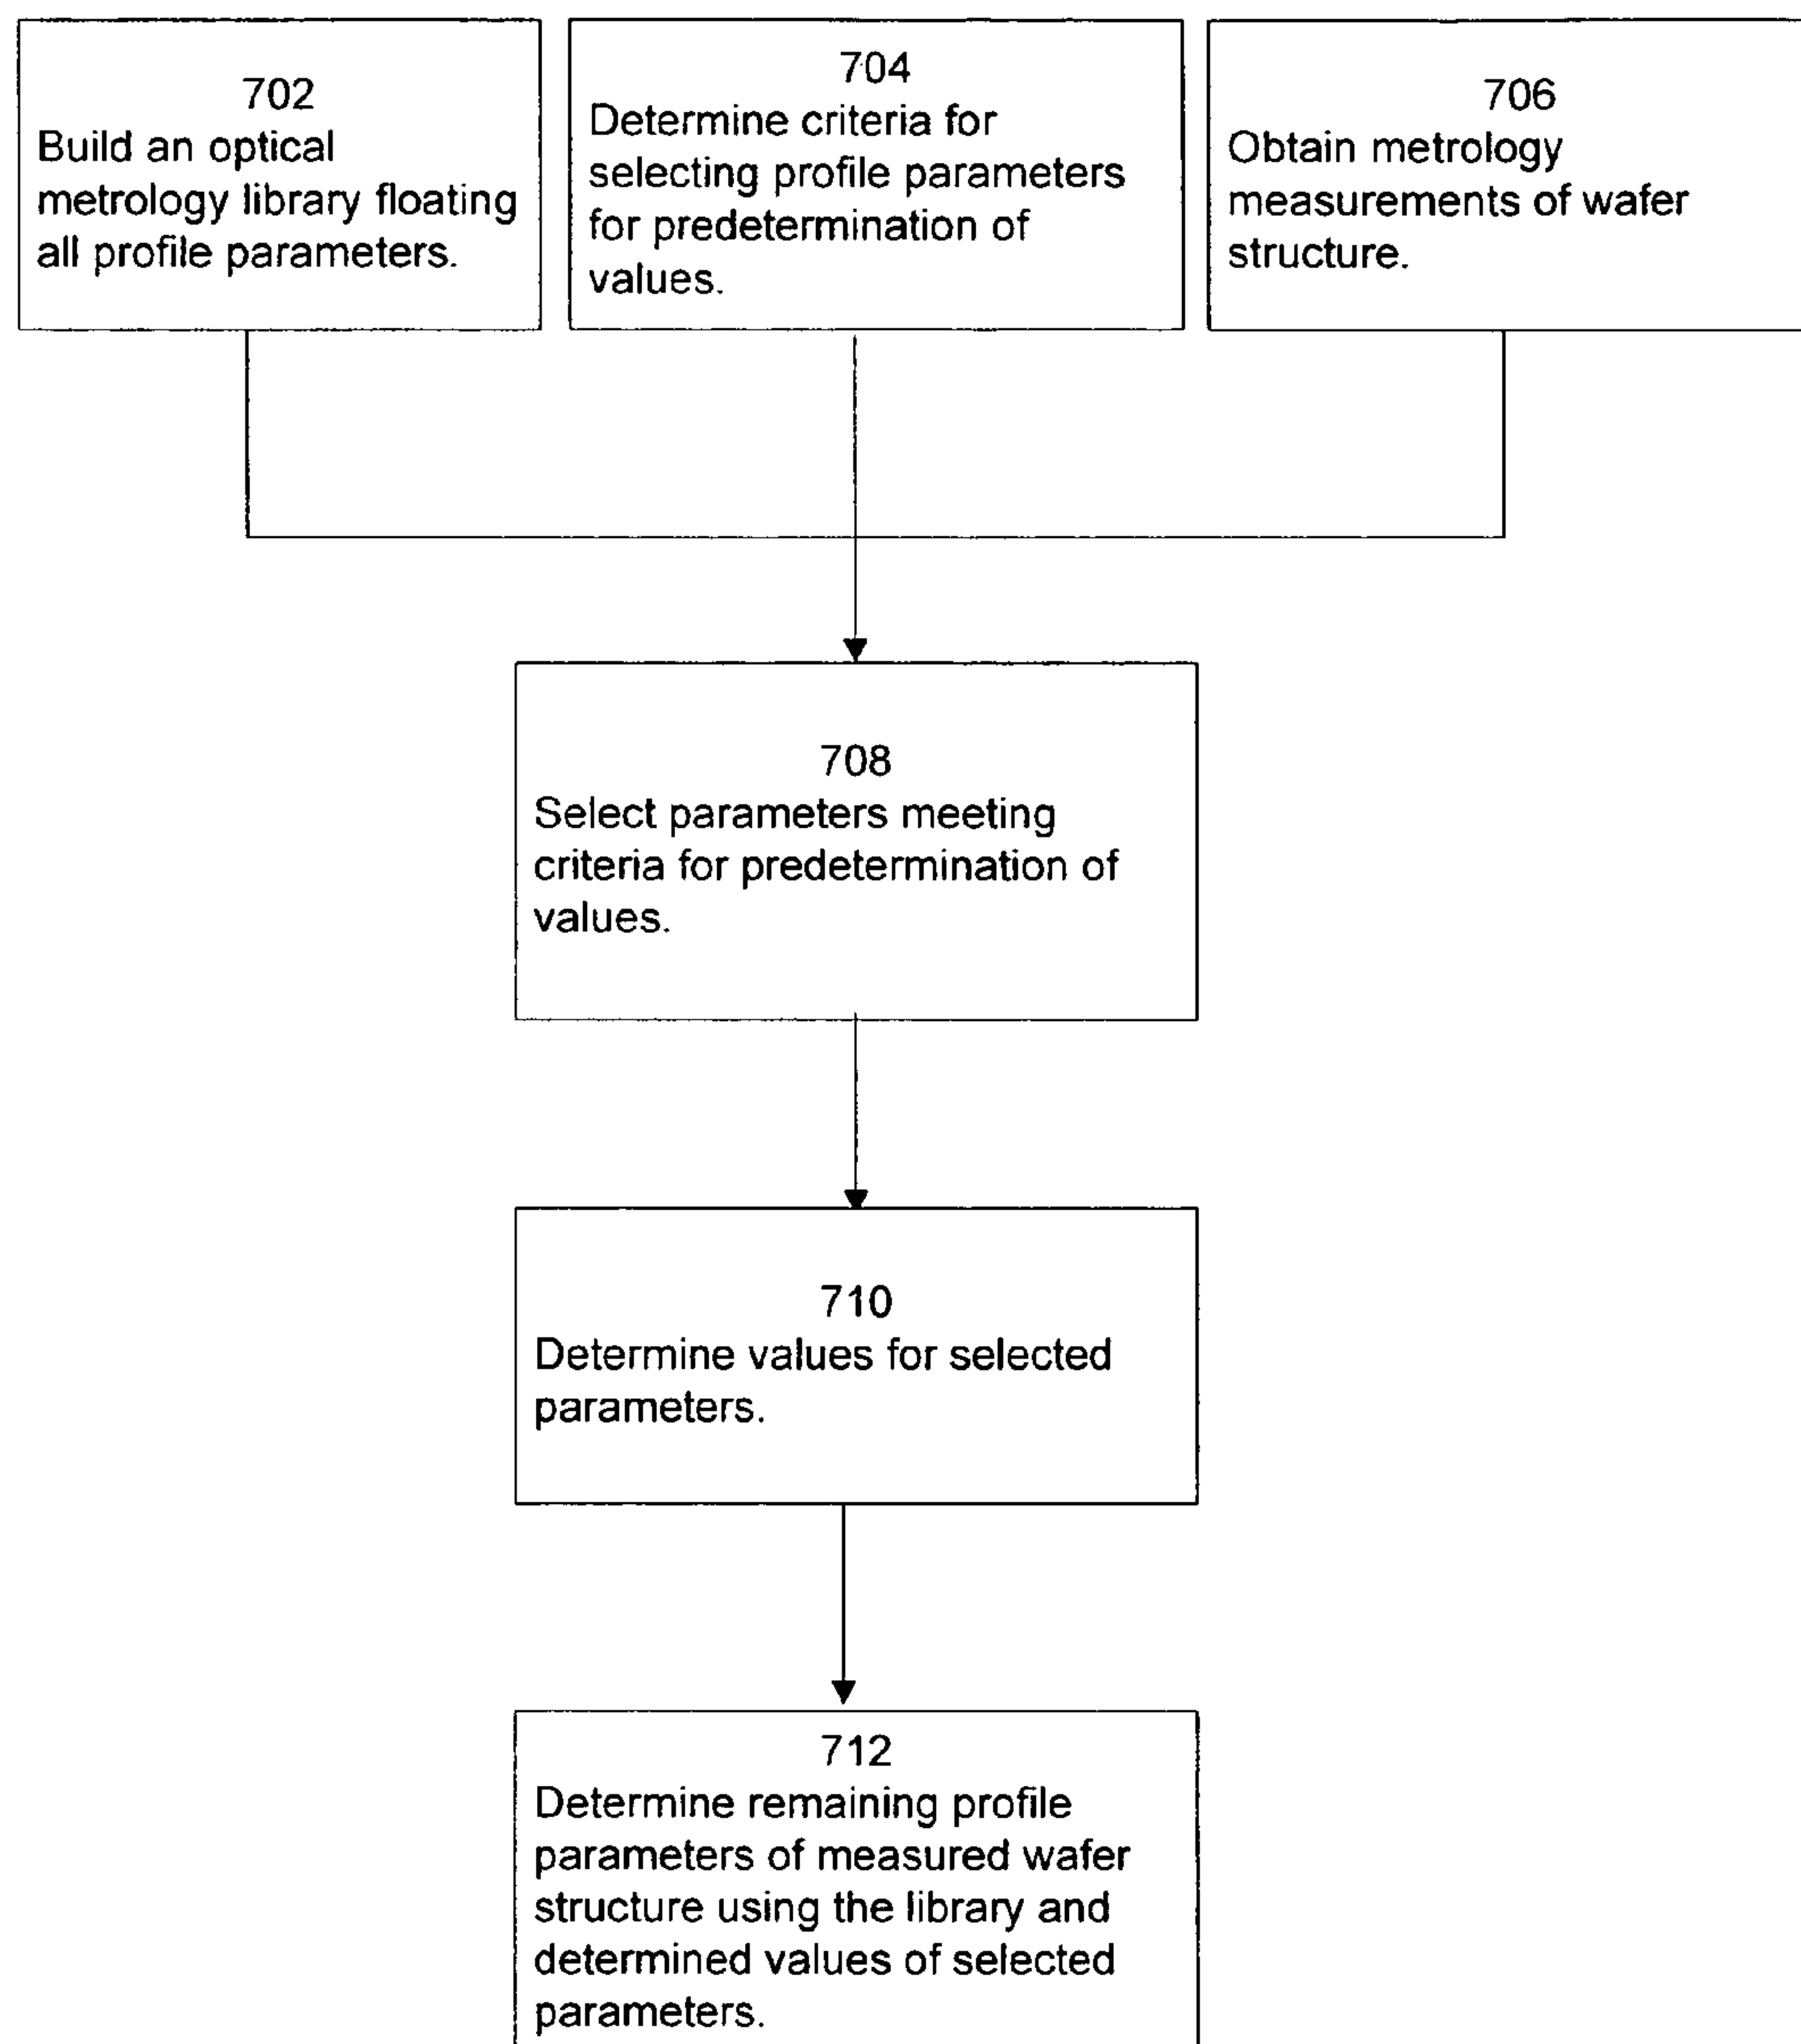 702
Build an optical
metrology library floating
all profile parameters.
704
Determine criteria for
selecting profile parameters
for predetermination of
values.
706
Obtain metrology
measurements of wafer
structure.
708
Select parameters meeting
criteria for predetermination of
values.
710
Determine values for selected
parameters.
712
Determine remaining profile
parameters of measured wafer
structure using the library and
determined values of selected
parameters.